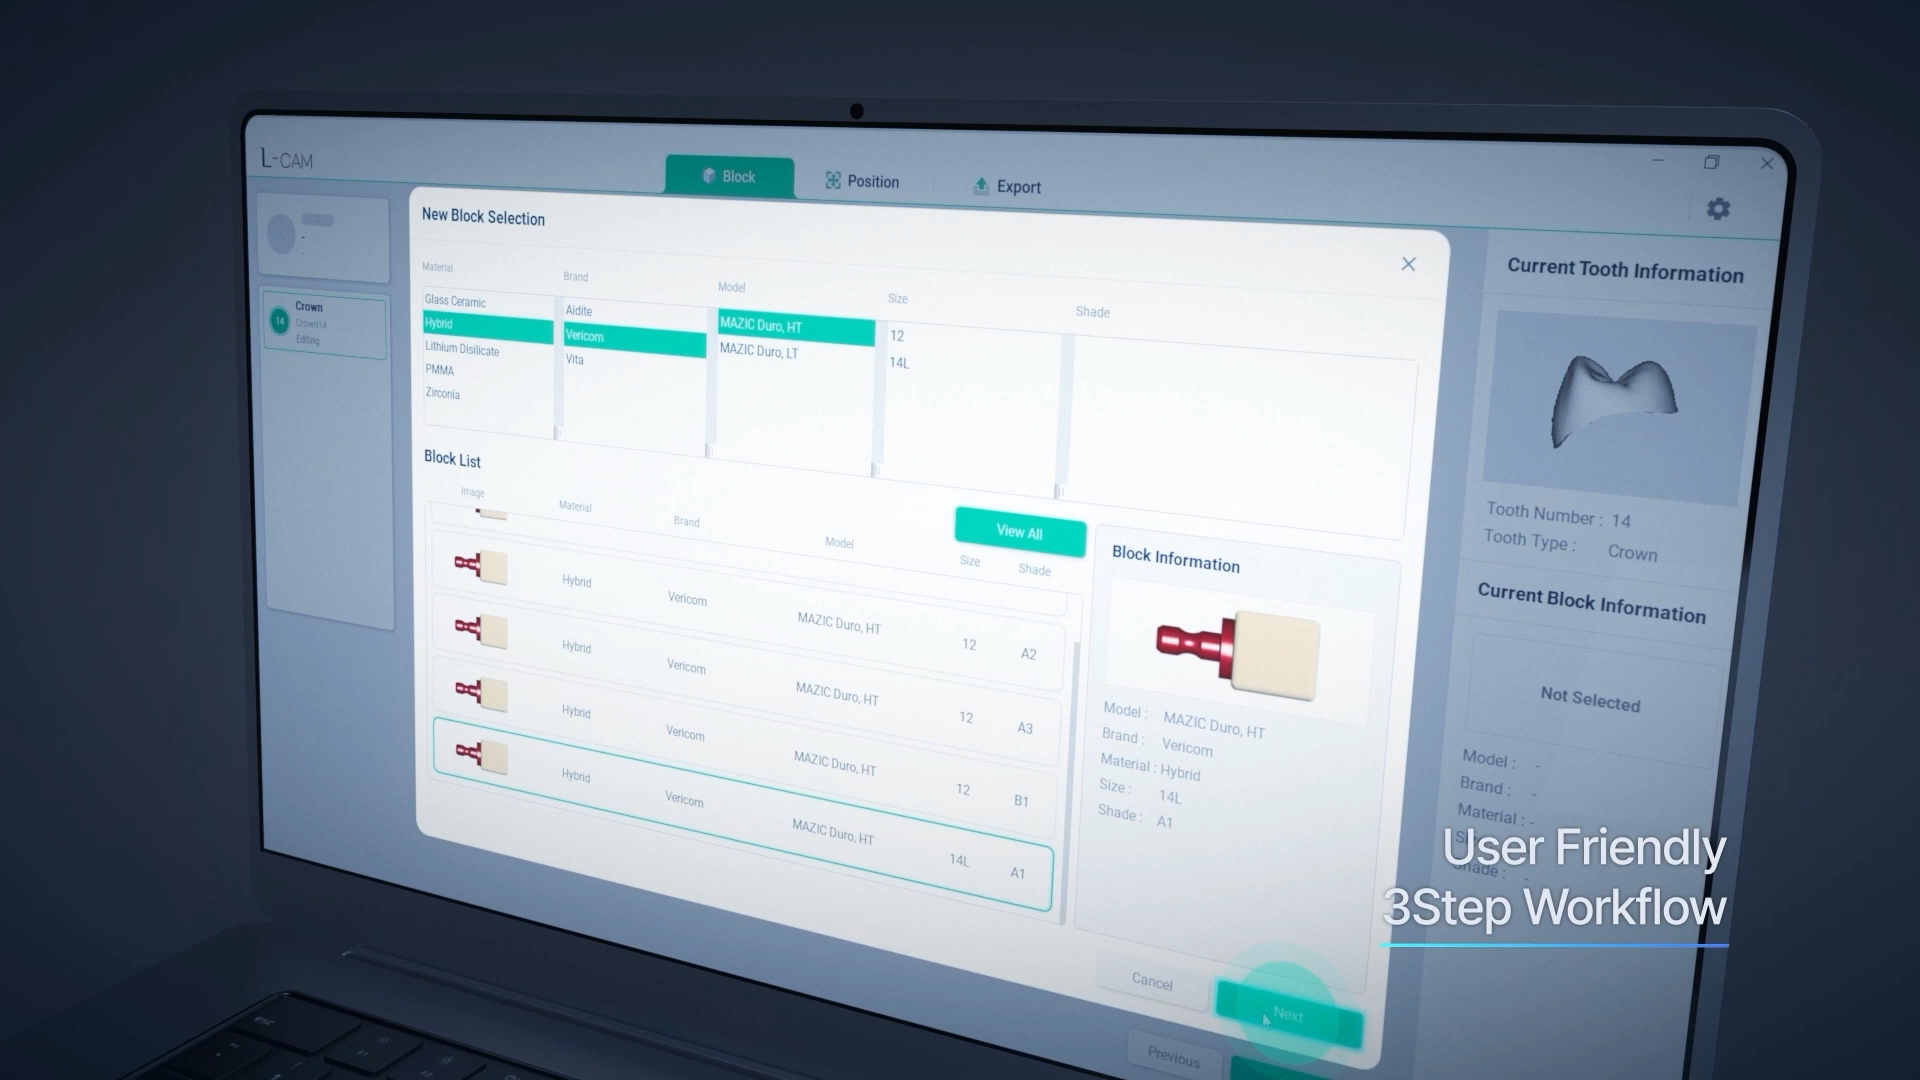 L-CAM
Block
Position
Export
New Block Selection
Material
Brand
Model
Size
Shade
Glass Ceramic
Hybrid
Lithium Disilicate
PMMA
Zirconia
Aidite
Vericom
Vita
MAZIC Duro, HT
MAZIC Duro, LT
12
14L
14
Crown
Crown14
Editing
Block List
View All
Image Material Brand Model Size Shade
Hybrid Vericom MAZIC Duro, HT 12 A2
Hybrid Vericom MAZIC Duro, HT 12 A3
Hybrid Vericom MAZIC Duro, HT 12 B1
Hybrid Vericom MAZIC Duro, HT 14L A1
Block Information
Model : MAZIC Duro, HT
Brand : Vericom
Material : Hybrid
Size : 14L
Shade : A1
Cancel
Next
Previous
Current Tooth Information
Tooth Number : 14
Tooth Type : Crown
Current Block Information
Not Selected
Model : -
Brand : -
Material : -
Shade : -
User Friendly
3Step Workflow
esc